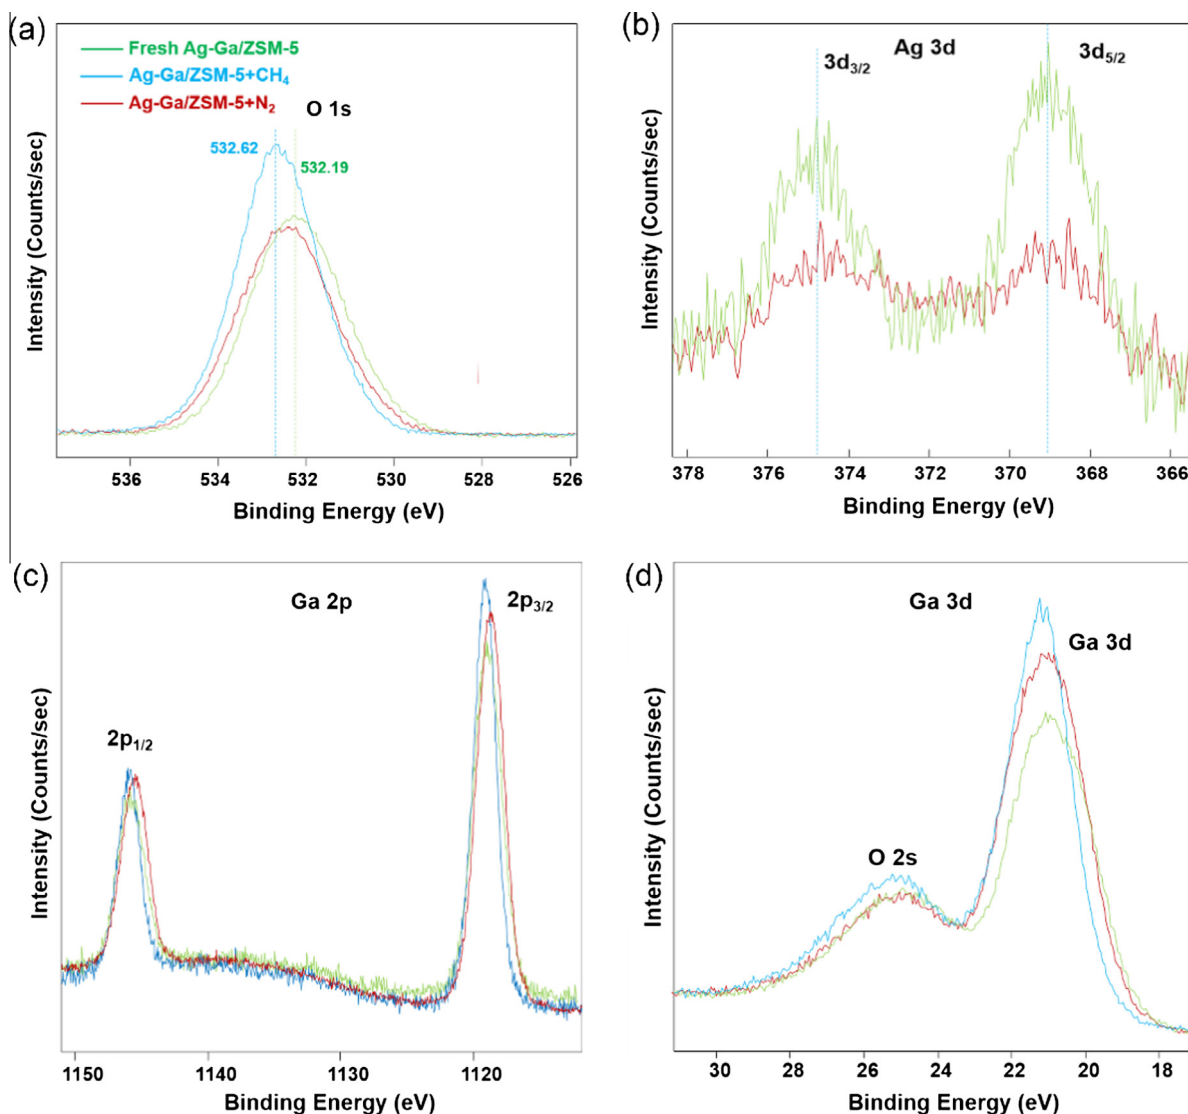 (a)
Fresh Ag-Ga/ZSM-5
Ag-Ga/ZSM-5+CH₄
Ag-Ga/ZSM-5+N₂
O 1s
532.62
532.19
Intensity (Counts/sec)
536 534 532 530 528 526
Binding Energy (eV)
(b)
Ag 3d
3d₃/₂
3d₅/₂
Intensity (Counts/sec)
378 376 374 372 370 368 366
Binding Energy (eV)
(c)
Ga 2p
2p₃/₂
2p₁/₂
Intensity (Counts/sec)
1150 1140 1130 1120
Binding Energy (eV)
(d)
Ga 3d
Ga 3d
O 2s
Intensity (Counts/sec)
30 28 26 24 22 20 18
Binding Energy (eV)